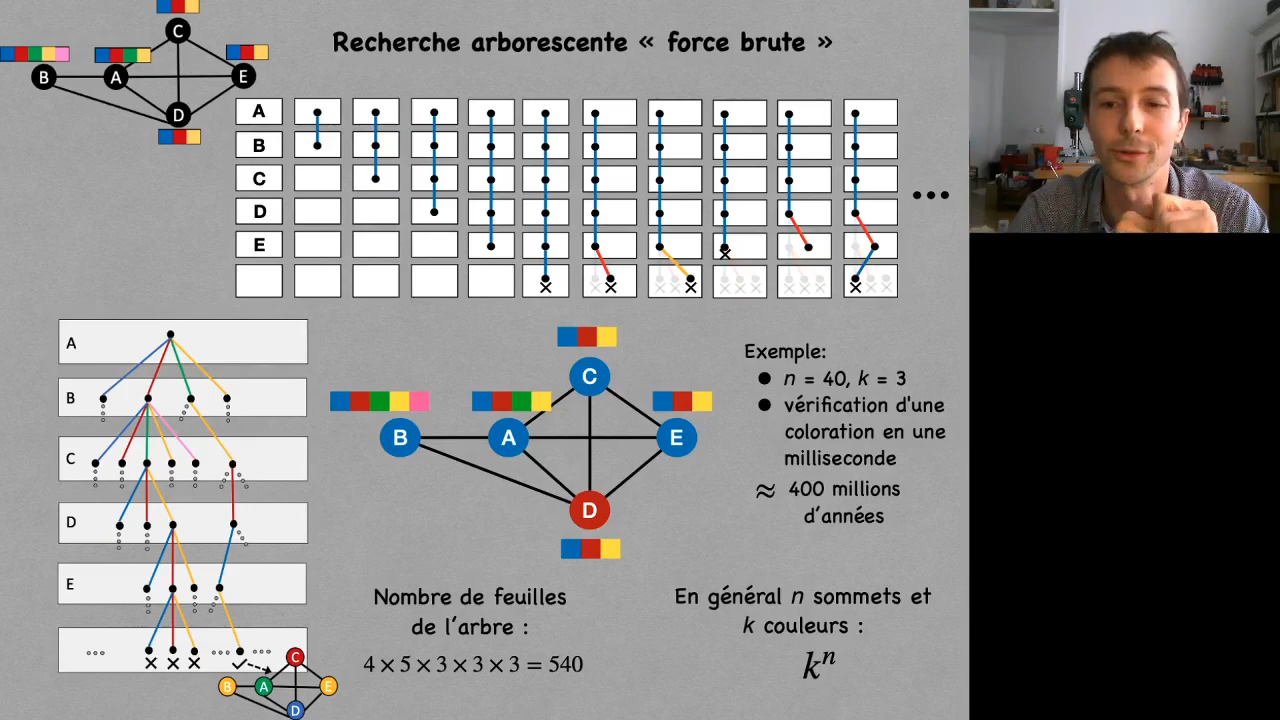 Recherche arborescente « force brute »
C
B
A
E
D
A
B
C
D
E
...
A
B
C
D
E
...
...
...
C
B
A
E
D
C
B
A
E
D
Exemple:
● n = 40, k = 3
● vérification d'une
coloration en une
milliseconde
≈ 400 millions
d'années
Nombre de feuilles
de l'arbre :
4 × 5 × 3 × 3 × 3 = 540
En général n sommets et
k couleurs :
kⁿ